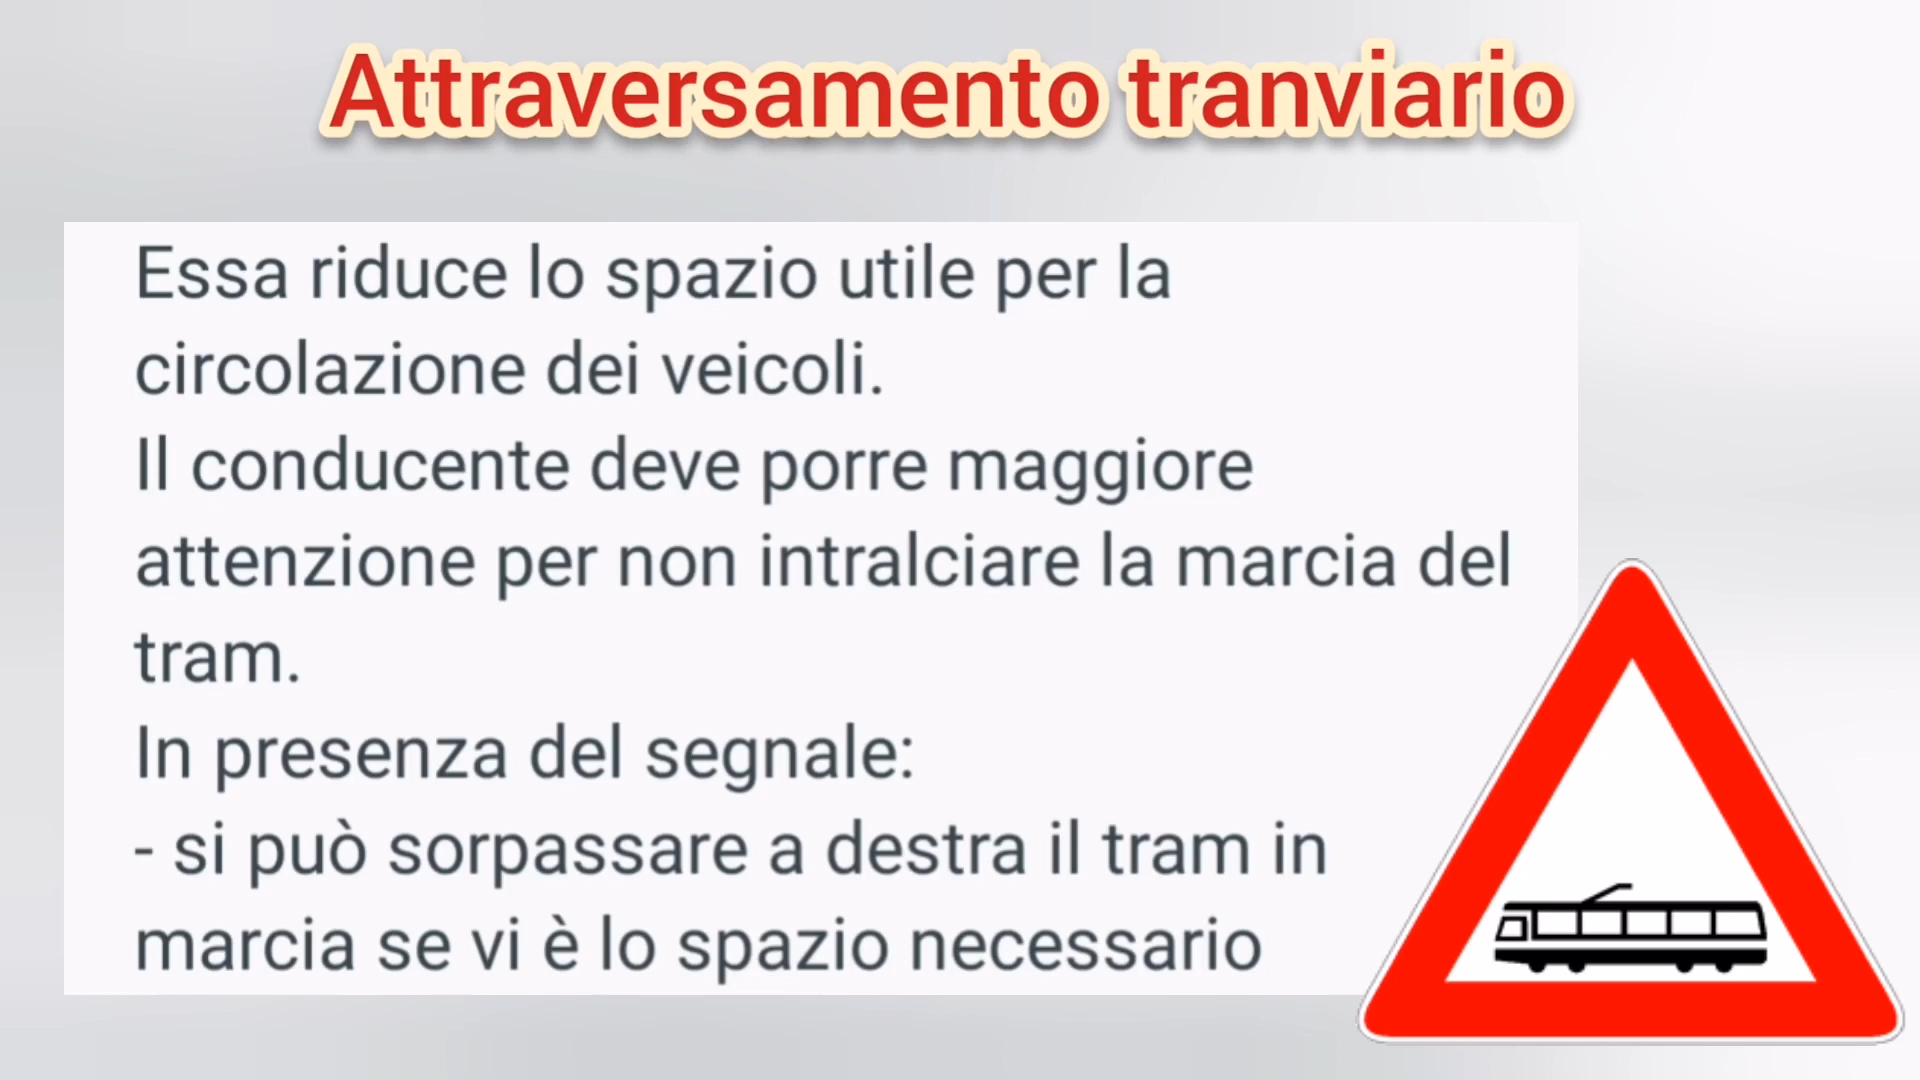 Attraversamento tranviario
Essa riduce lo spazio utile per la
circolazione dei veicoli.
Il conducente deve porre maggiore
attenzione per non intralciare la marcia del
tram.
In presenza del segnale:
- si può sorpassare a destra il tram in
marcia se vi è lo spazio necessario